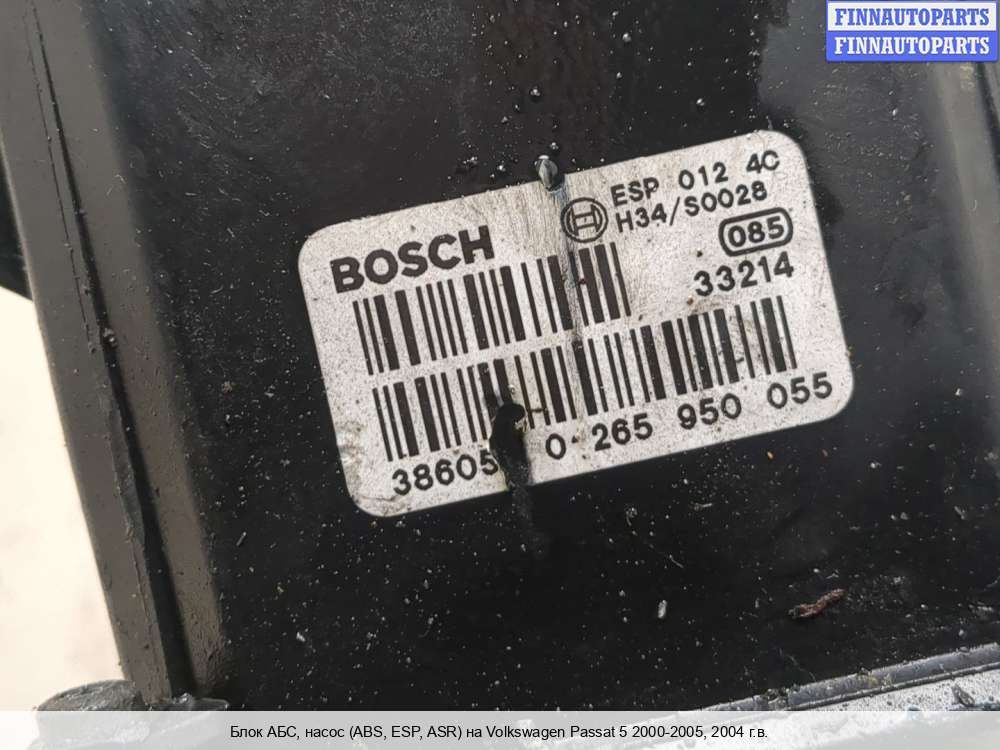 FINNAUTOPARTS
FINNAUTOPARTS
ESP 012 4C
H34/S0028
BOSCH
085
33214
38605 0 265 950 055
Блок АБС, насос (ABS, ESP, ASR) на Volkswagen Passat 5 2000-2005, 2004 г.в.